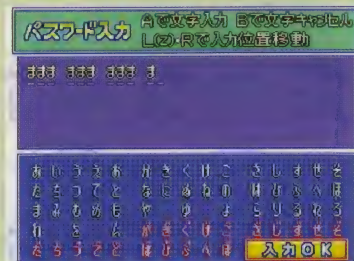 パスワード入力 Aで文字入力 Bで文字キャンセル
L(Z)・Rで入力位置移動
ままま ままま ままま ま
あ い う え お か き く け こ さ し す せ そ
た ち つ て と な に ぬ ね の は ひ ふ へ ほ
ま み む め も や ゆ よ ら り る れ ろ
わ を ん が ぎ ぐ げ ご ざ じ ず ぜ ぞ
だ ぢ づ で ど ば び ぶ べ ぼ 入力OK